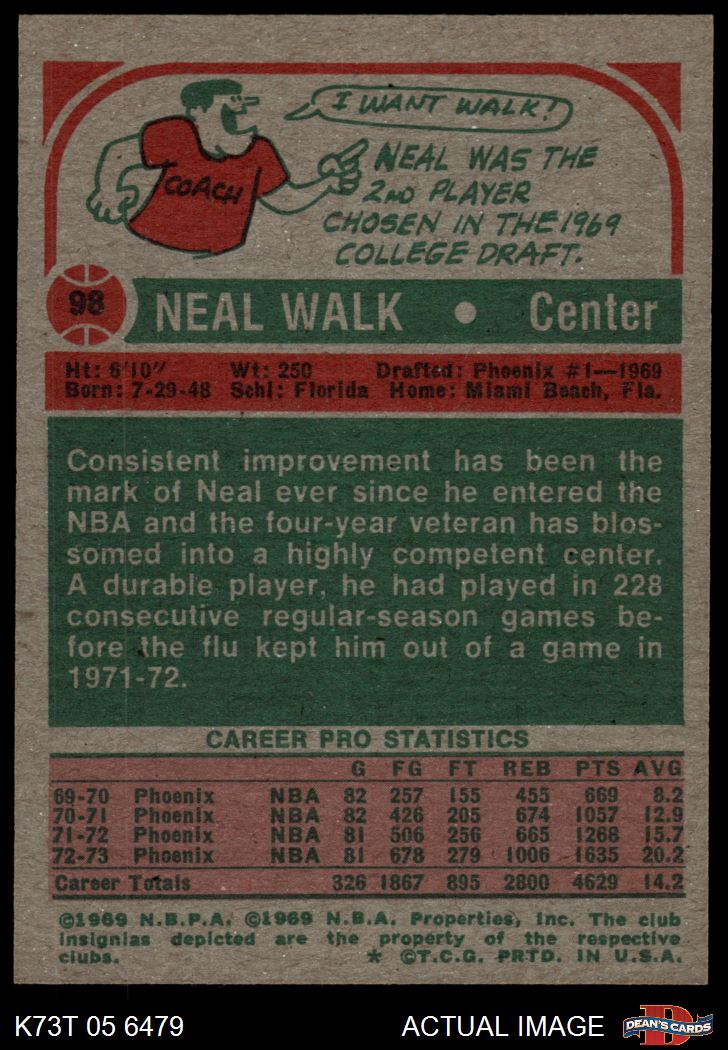 I WANT WALK!
COACH
NEAL WAS THE
2ND PLAYER
CHOSEN IN THE 1969
COLLEGE DRAFT.
98 NEAL WALK • Center
Ht: 6'10" Wt: 250 Drafted: Phoenix #1—1969
Born: 7-29-48 Schl: Florida Home: Miami Beach, Fla.
Consistent improvement has been the
mark of Neal ever since he entered the
NBA and the four-year veteran has blos-
somed into a highly competent center.
A durable player, he had played in 228
consecutive regular-season games be-
fore the flu kept him out of a game in
1971-72.
CAREER PRO STATISTICS
G FG FT REB PTS AVG
69-70 Phoenix NBA 82 257 155 455 669 8.2
70-71 Phoenix NBA 82 426 205 674 1057 12.9
71-72 Phoenix NBA 81 506 256 665 1268 15.7
72-73 Phoenix NBA 81 678 279 1006 1635 20.2
Career Totals 326 1867 895 2800 4629 14.2
©1969 N.B.P.A. ©1969 N.B.A. Properties, Inc. The club
insignias depicted are the property of the respective
clubs. * ©T.C.G. PRTD. IN U.S.A.
K73T 05 6479 ACTUAL IMAGE D DEAN'S CARDS